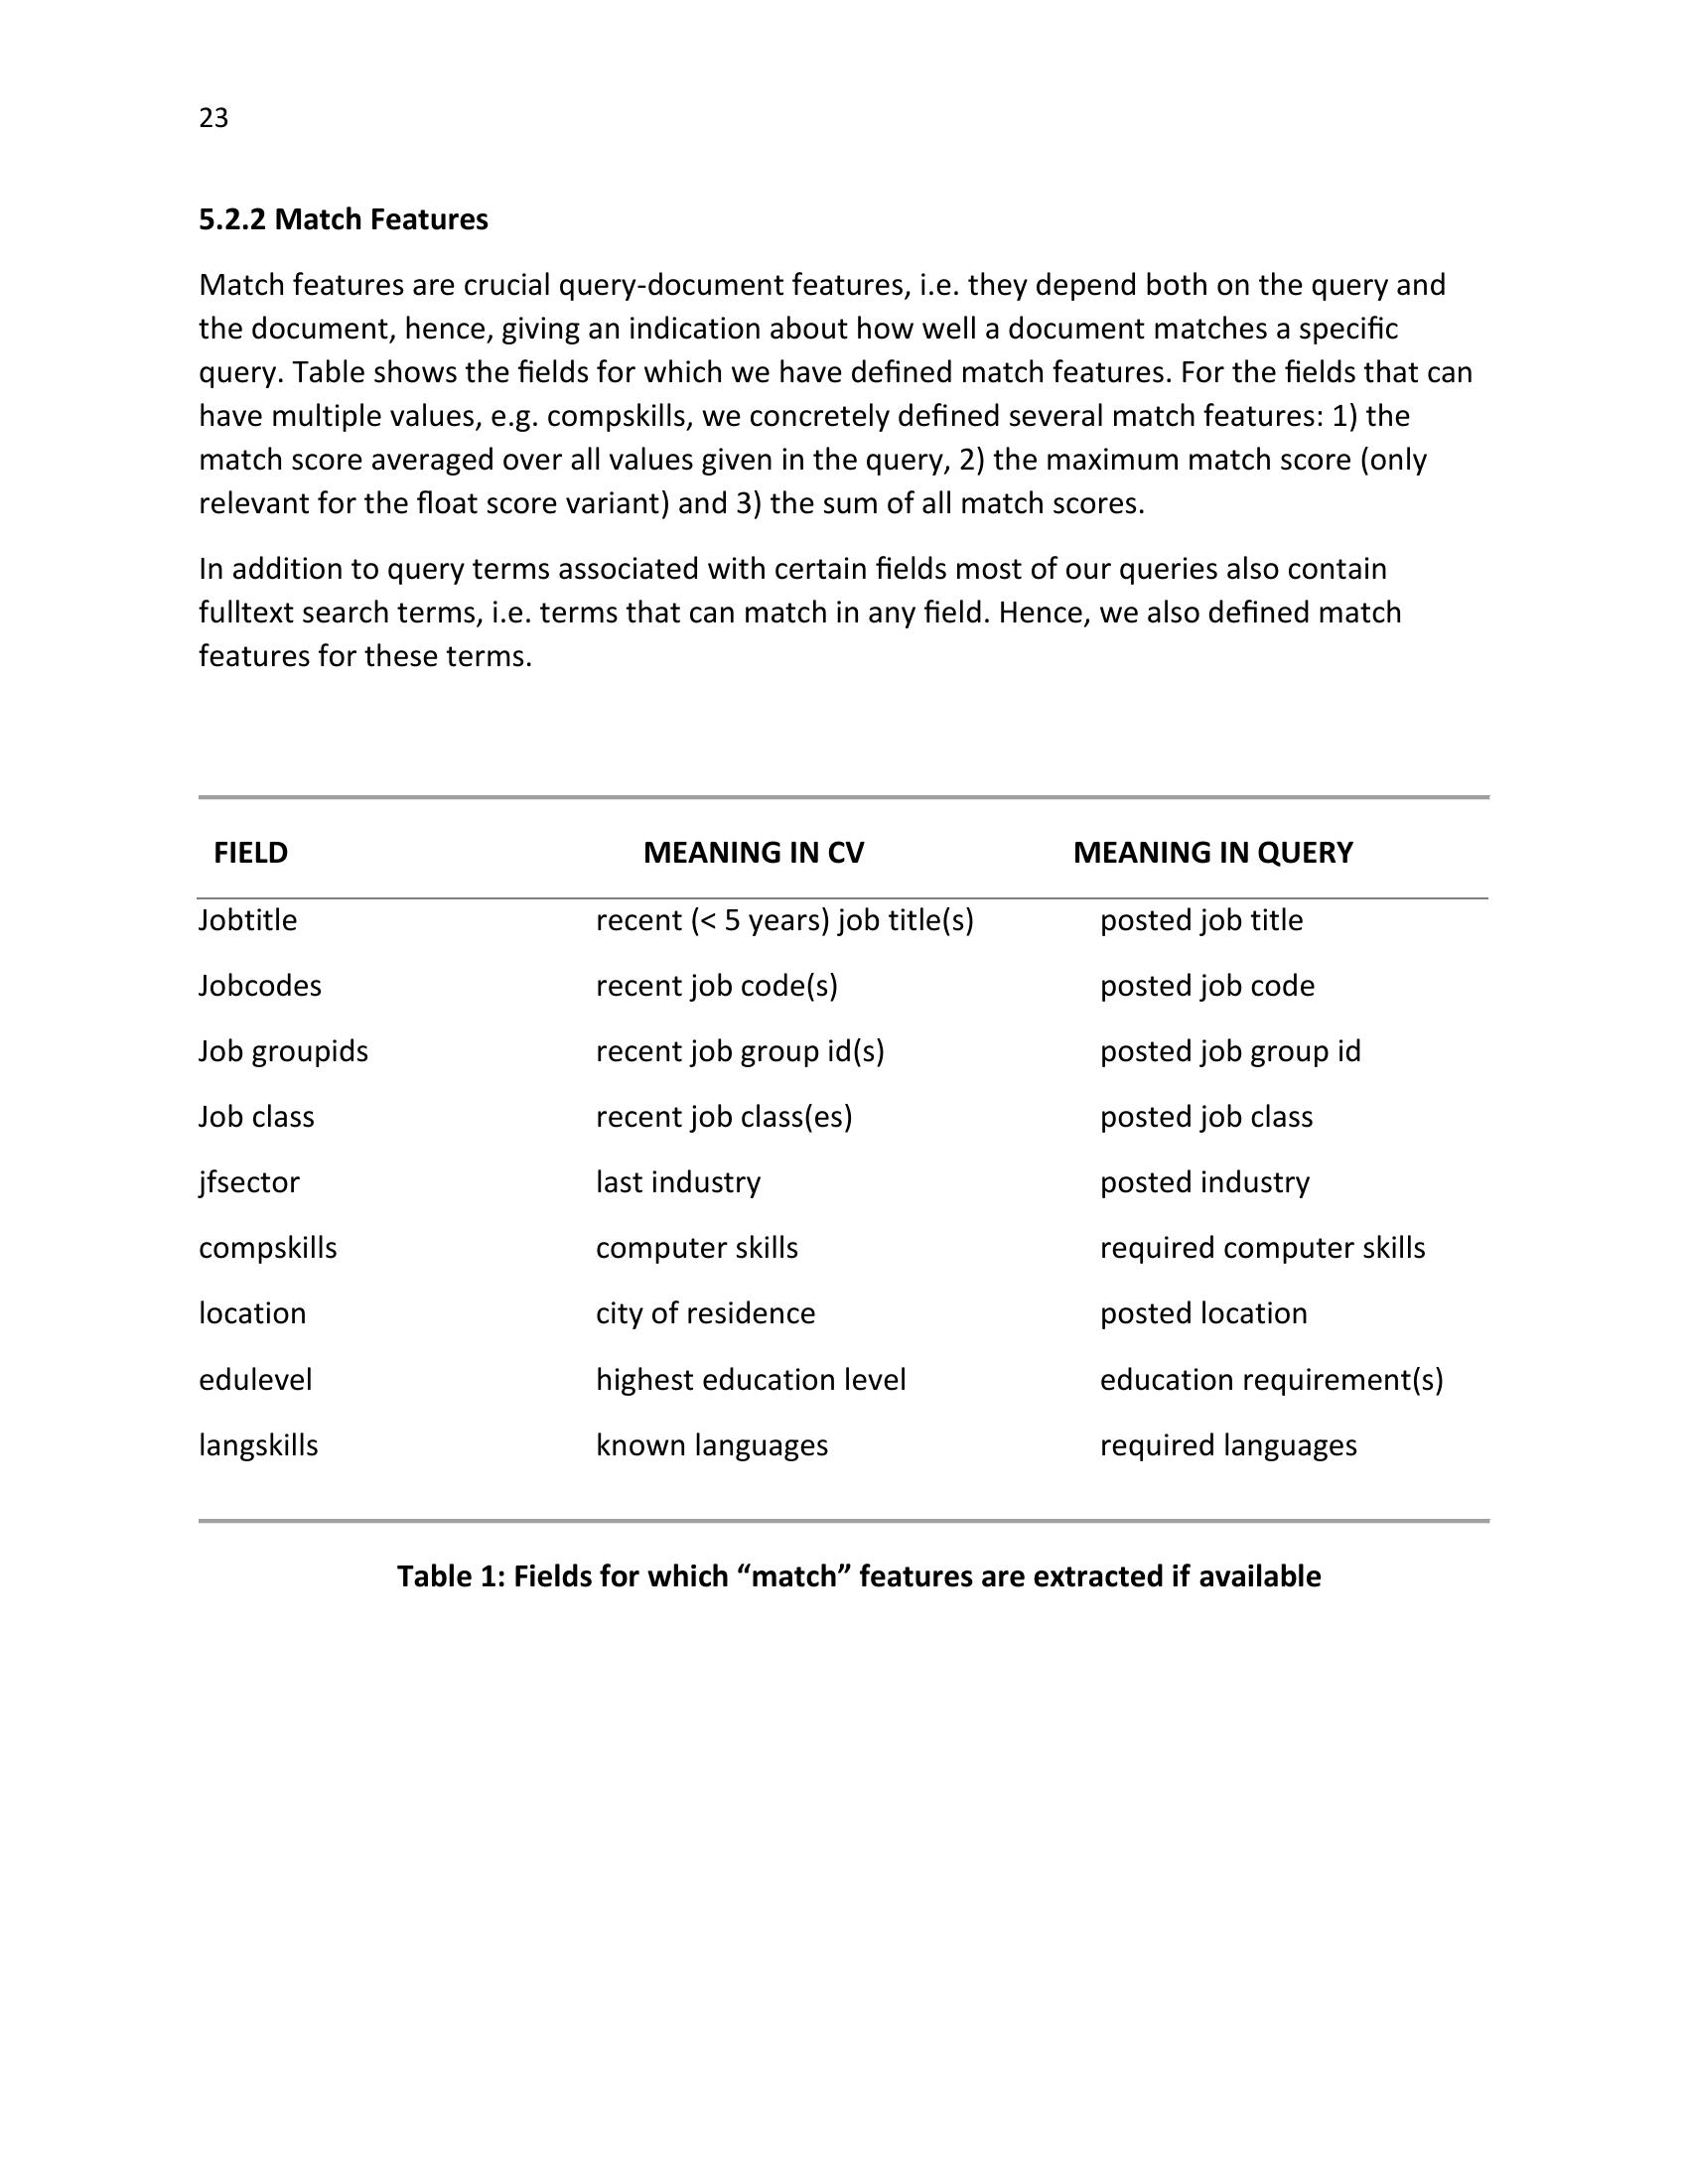 23
5.2.2 Match Features
Match features are crucial query-document features, i.e. they depend both on the query and
the document, hence, giving an indication about how well a document matches a specific
query. Table shows the fields for which we have defined match features. For the fields that can
have multiple values, e.g. compskills, we concretely defined several match features: 1) the
match score averaged over all values given in the query, 2) the maximum match score (only
relevant for the float score variant) and 3) the sum of all match scores.
In addition to query terms associated with certain fields most of our queries also contain
fulltext search terms, i.e. terms that can match in any field. Hence, we also defined match
features for these terms.
FIELD MEANING IN CV MEANING IN QUERY
Jobtitle recent (< 5 years) job title(s) posted job title
Jobcodes recent job code(s) posted job code
Job groupids recent job group id(s) posted job group id
Job class recent job class(es) posted job class
jfsector last industry posted industry
compskills computer skills required computer skills
location city of residence posted location
edulevel highest education level education requirement(s)
langskills known languages required languages
Table 1: Fields for which “match” features are extracted if available